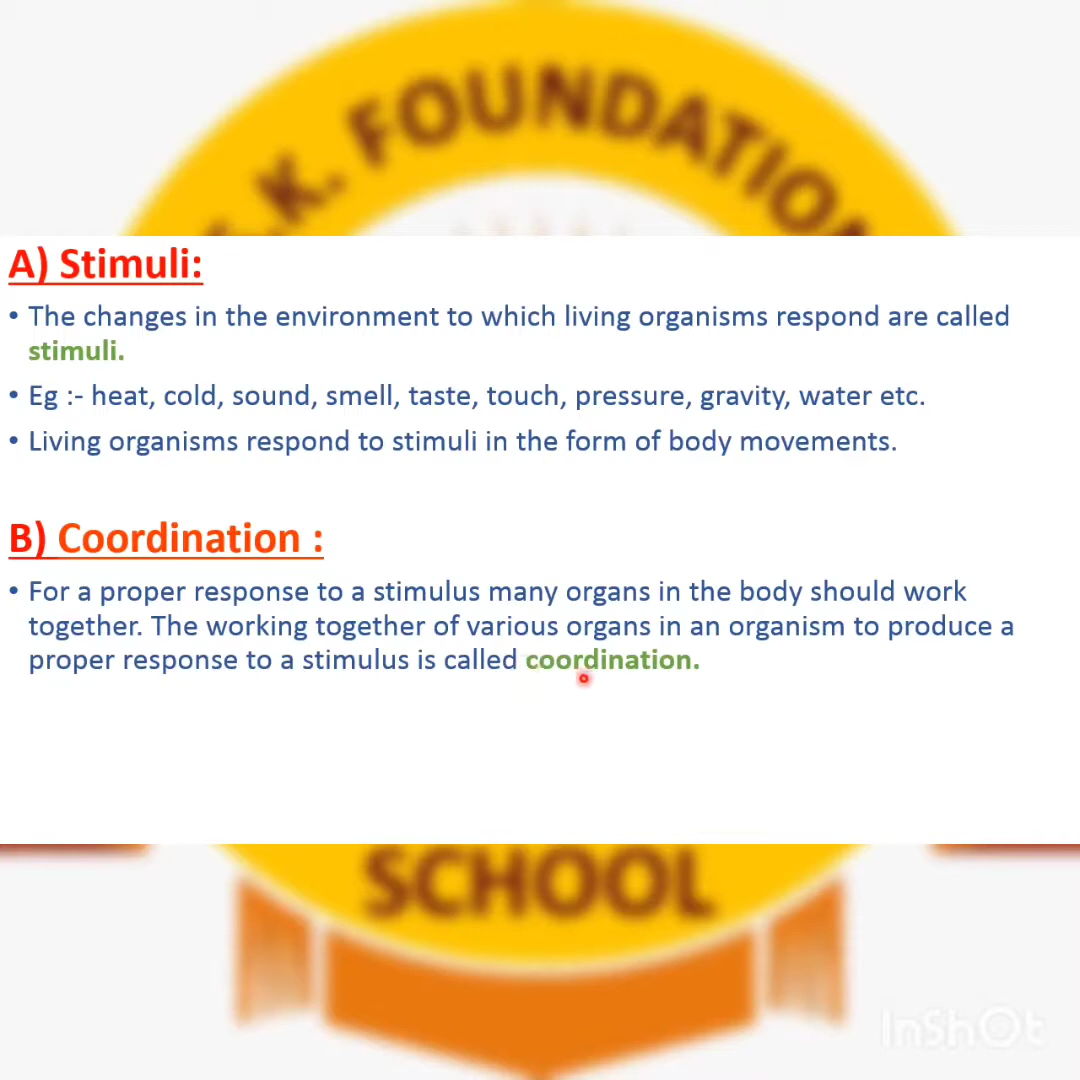 .K. FOUNDATION
A) Stimuli:
• The changes in the environment to which living organisms respond are called
stimuli.
• Eg :- heat, cold, sound, smell, taste, touch, pressure, gravity, water etc.
• Living organisms respond to stimuli in the form of body movements.
B) Coordination :
• For a proper response to a stimulus many organs in the body should work
together. The working together of various organs in an organism to produce a
proper response to a stimulus is called coordination.
SCHOOL
InShOt